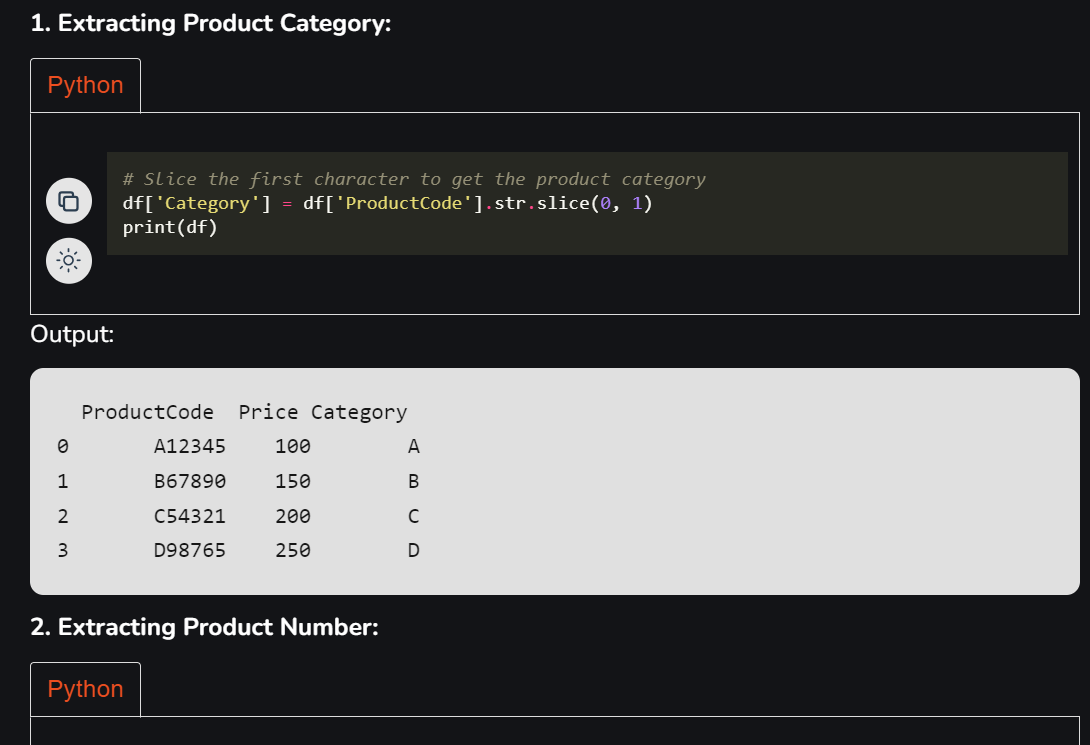 1. Extracting Product Category:
Python
# Slice the first character to get the product category
df['Category'] = df['ProductCode'].str.slice(0, 1)
print(df)
Output:
ProductCode  Price Category
0       A12345    100        A
1       B67890    150        B
2       C54321    200        C
3       D98765    250        D
2. Extracting Product Number:
Python